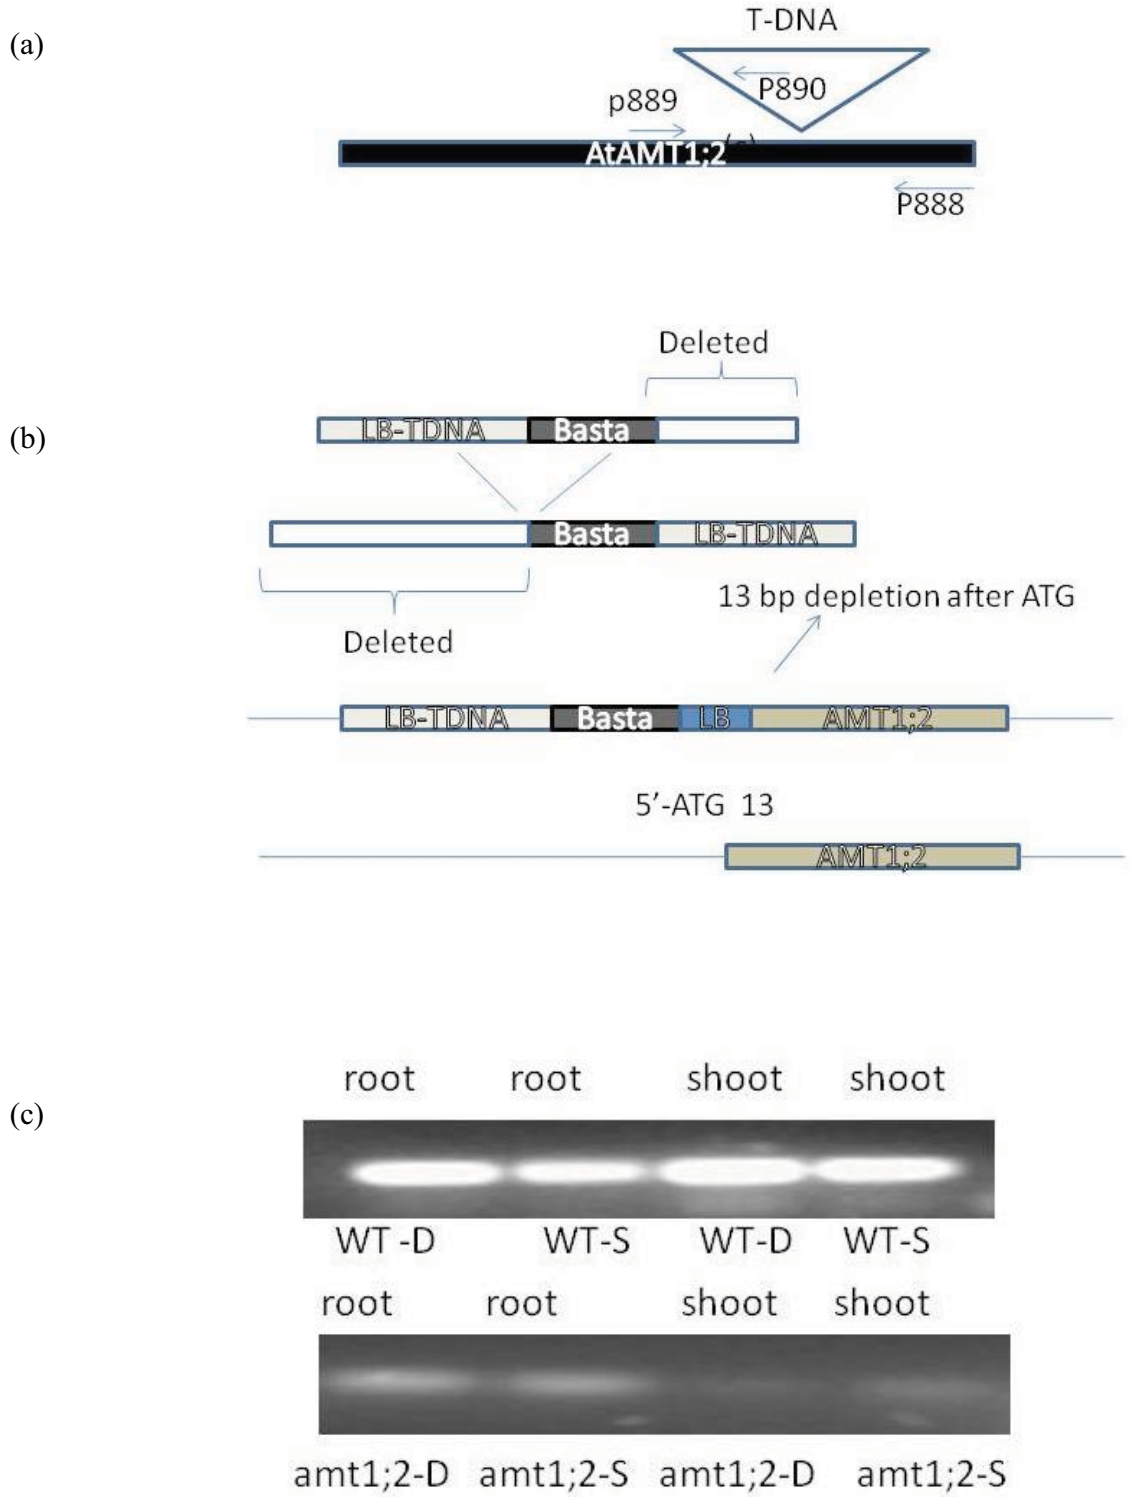 (a)
T-DNA
P890
p889
AtAMT1;2
P888
Deleted
(b)
LB-TDNA Basta
Basta LB-TDNA
13 bp depletion after ATG
Deleted
LB-TDNA Basta LB AMT1;2
5'-ATG 13
AMT1;2
root root shoot shoot
(c)
WT -D WT-S WT-D WT-S
root root shoot shoot
amt1;2-D amt1;2-S amt1;2-D amt1;2-S